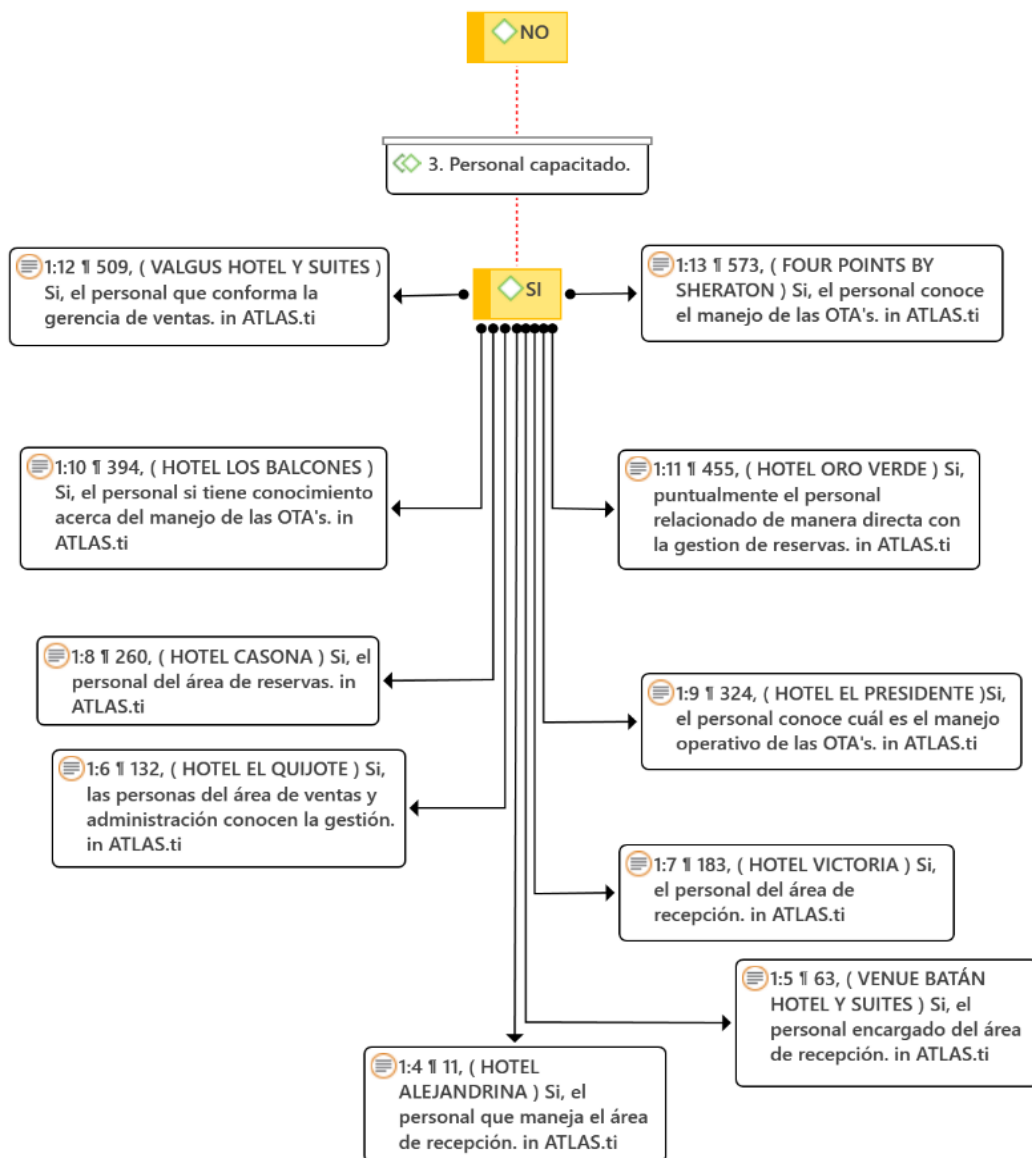 NO
3. Personal capacitado.
1:12 ¶ 509, ( VALGUS HOTEL Y SUITES )
Si, el personal que conforma la
gerencia de ventas. in ATLAS.ti
SI
1:13 ¶ 573, ( FOUR POINTS BY
SHERATON ) Si, el personal conoce
el manejo de las OTA's. in ATLAS.ti
1:10 ¶ 394, ( HOTEL LOS BALCONES )
Si, el personal si tiene conocimiento
acerca del manejo de las OTA's. in
ATLAS.ti
1:11 ¶ 455, ( HOTEL ORO VERDE ) Si,
puntualmente el personal
relacionado de manera directa con
la gestion de reservas. in ATLAS.ti
1:8 ¶ 260, ( HOTEL CASONA ) Si, el
personal del área de reservas. in
ATLAS.ti
1:9 ¶ 324, ( HOTEL EL PRESIDENTE )Si,
el personal conoce cuál es el manejo
operativo de las OTA's. in ATLAS.ti
1:6 ¶ 132, ( HOTEL EL QUIJOTE ) Si,
las personas del área de ventas y
administración conocen la gestión.
in ATLAS.ti
1:7 ¶ 183, ( HOTEL VICTORIA ) Si,
el personal del área de
recepción. in ATLAS.ti
1:5 ¶ 63, ( VENUE BATÁN
HOTEL Y SUITES ) Si, el
personal encargado del área
de recepción. in ATLAS.ti
1:4 ¶ 11, ( HOTEL
ALEJANDRINA ) Si, el
personal que maneja el área
de recepción. in ATLAS.ti